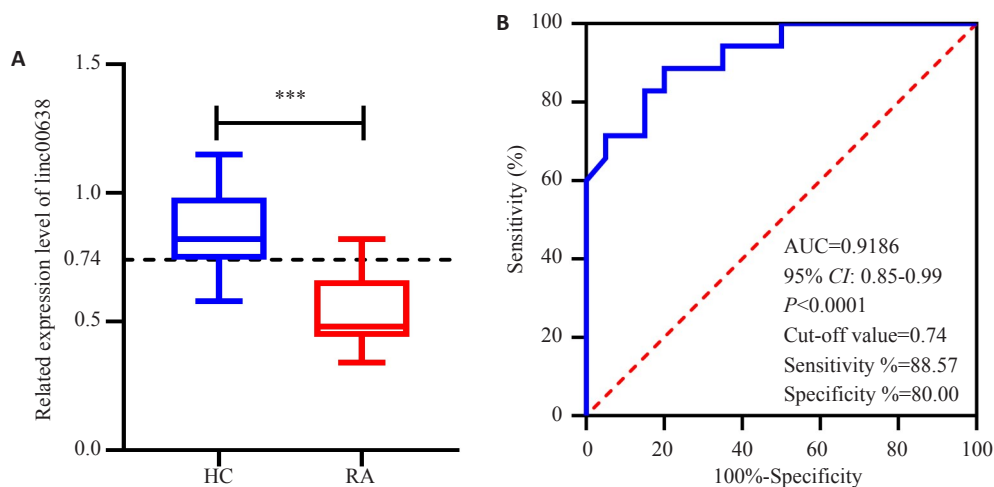 A
Related expression level of linc00638
1.5
1.0
0.74
0.5
0.0
***
HC
RA
B
Sensitivity (%)
100
80
60
40
20
0
AUC=0.9186
95% CI: 0.85-0.99
P<0.0001
Cut-off value=0.74
Sensitivity %=88.57
Specificity %=80.00
0
20
40
60
80
100
100%-Specificity